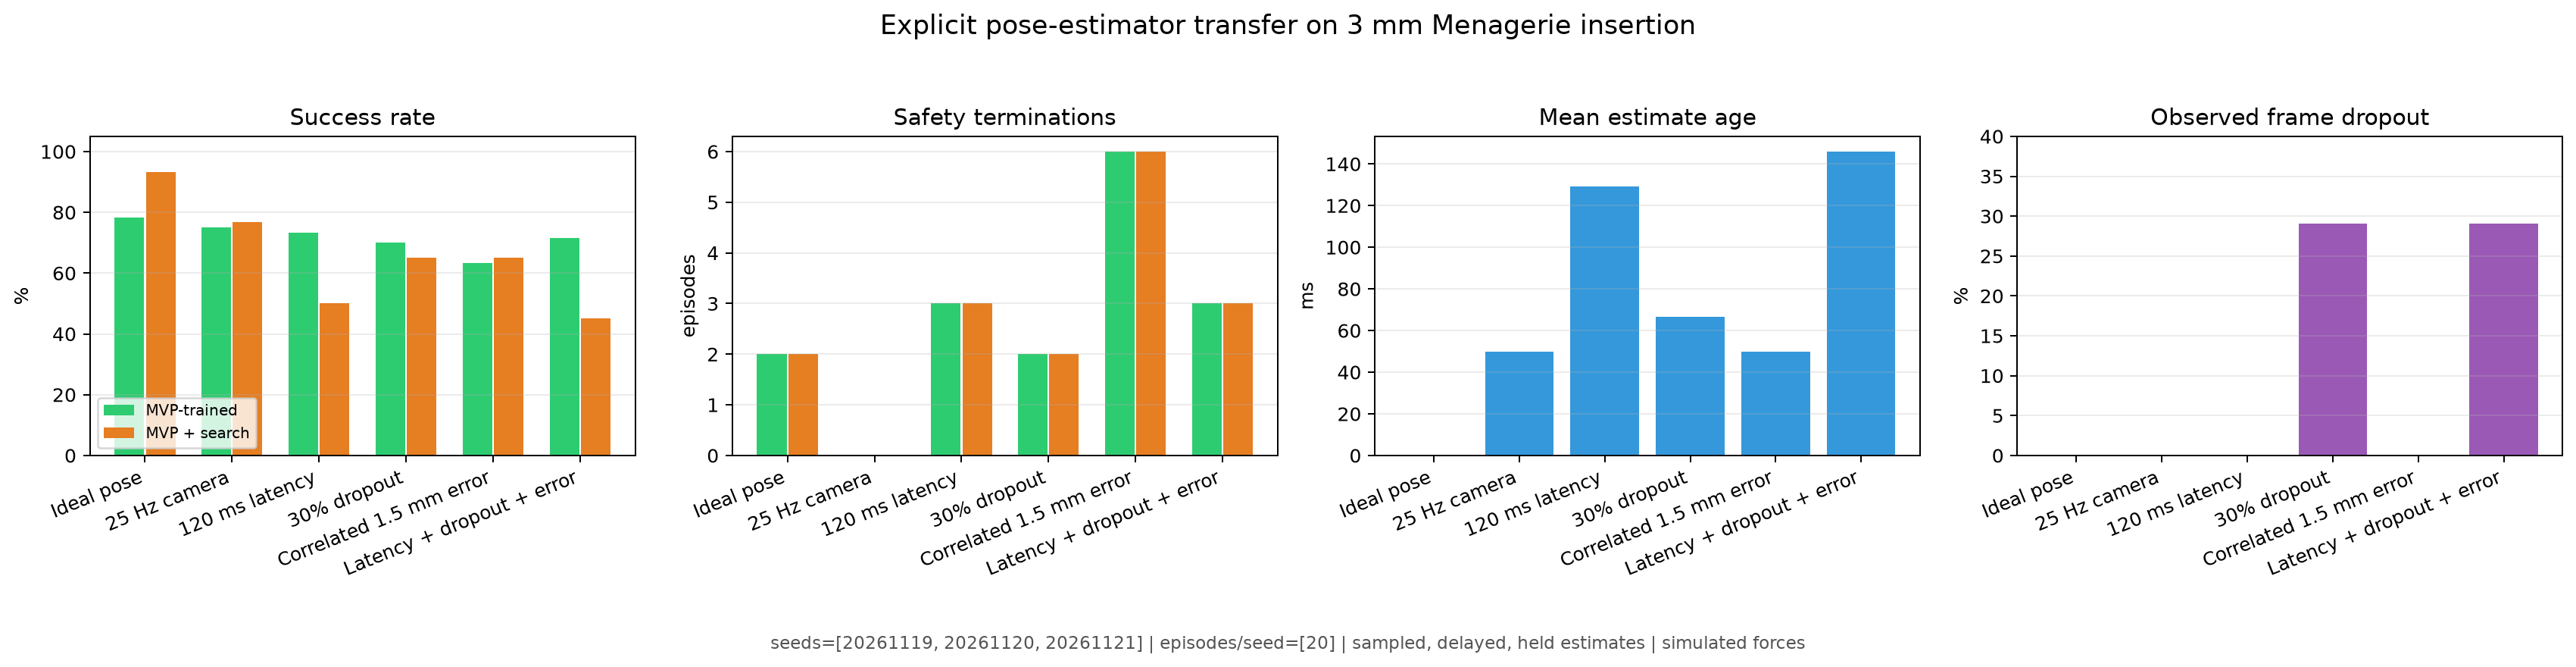 Explicit pose-estimator transfer on 3 mm Menagerie insertion
Success rate
%
100
80
60
40
20
0
MVP-trained
MVP + search
Ideal pose
25 Hz camera
120 ms latency
30% dropout
Correlated 1.5 mm error
Latency + dropout + error
Safety terminations
episodes
6
5
4
3
2
1
0
Ideal pose
25 Hz camera
120 ms latency
30% dropout
Correlated 1.5 mm error
Latency + dropout + error
Mean estimate age
ms
140
120
100
80
60
40
20
0
Ideal pose
25 Hz camera
120 ms latency
30% dropout
Correlated 1.5 mm error
Latency + dropout + error
Observed frame dropout
%
40
35
30
25
20
15
10
5
0
Ideal pose
25 Hz camera
120 ms latency
30% dropout
Correlated 1.5 mm error
Latency + dropout + error
seeds=[20261119, 20261120, 20261121] | episodes/seed=[20] | sampled, delayed, held estimates | simulated forces